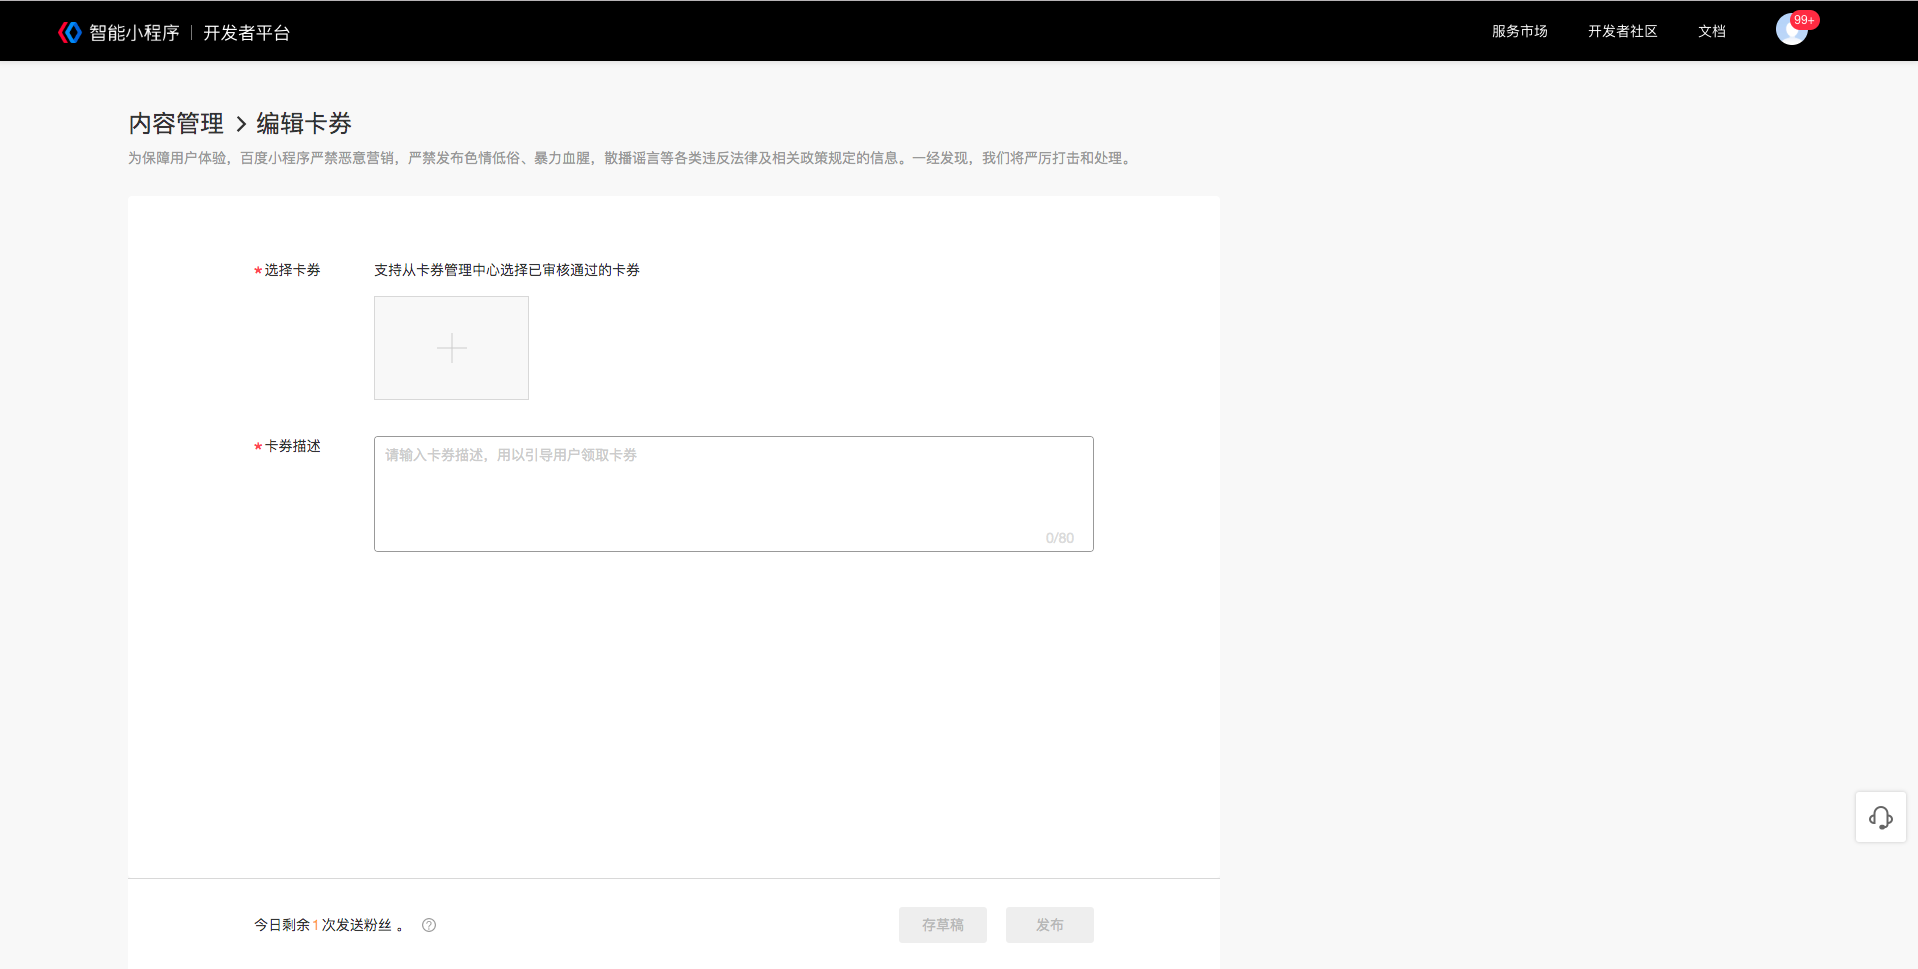 智能小程序 | 开发者平台
服务市场 开发者社区 文档 99+
内容管理 > 编辑卡券
为保障用户体验，百度小程序严禁恶意营销，严禁发布色情低俗、暴力血腥，散播谣言等各类违反法律及相关政策规定的信息。一经发现，我们将严厉打击和处理。
*选择卡券 支持从卡券管理中心选择已审核通过的卡券
*卡券描述
请输入卡券描述，用以引导用户领取卡券
0/80
今日剩余1次发送粉丝 。 ?
存草稿 发布